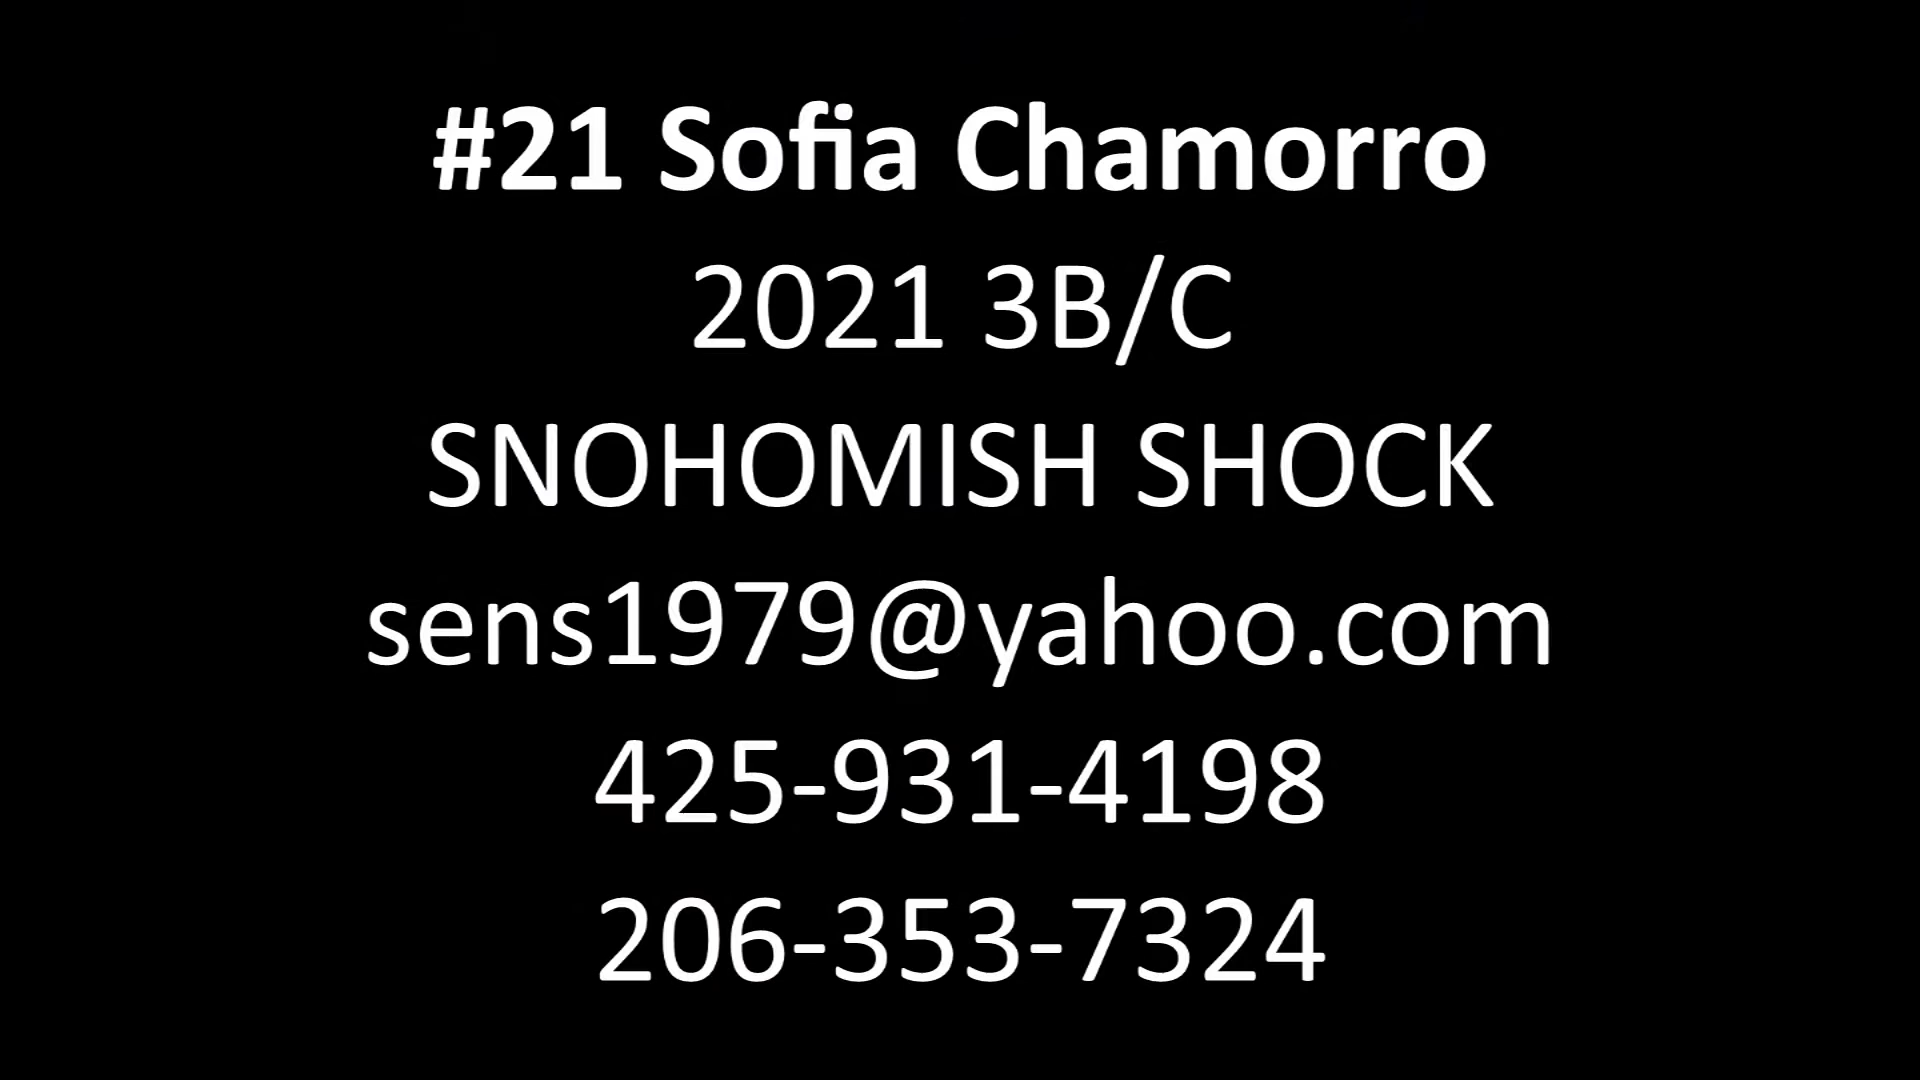 #21 Sofia Chamorro
2021 3B/C
SNOHOMISH SHOCK
sens1979@yahoo.com
425-931-4198
206-353-7324